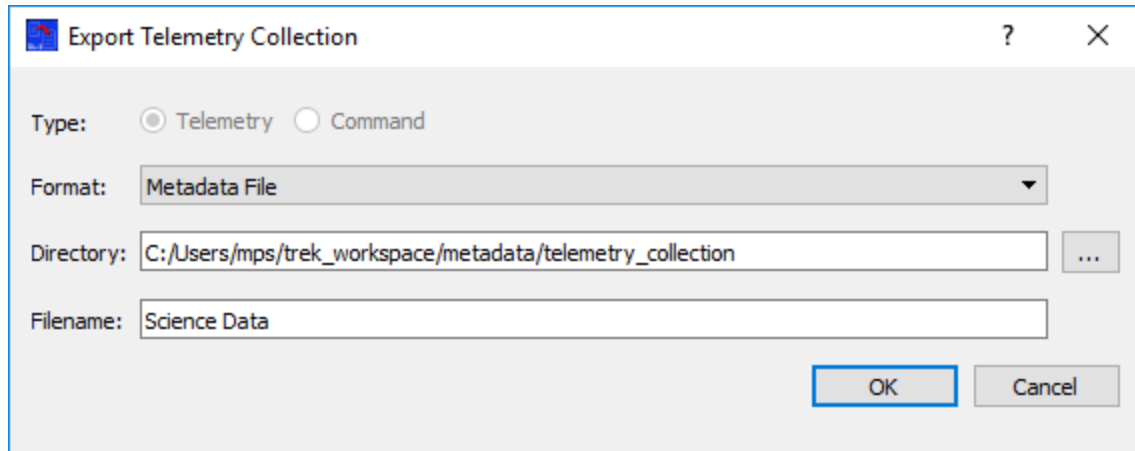 Export Telemetry Collection ?
Type: Telemetry Command
Format: Metadata File
Directory: C:/Users/mps/trek_workspace/metadata/telemetry_collection ...
Filename: Science Data
OK Cancel